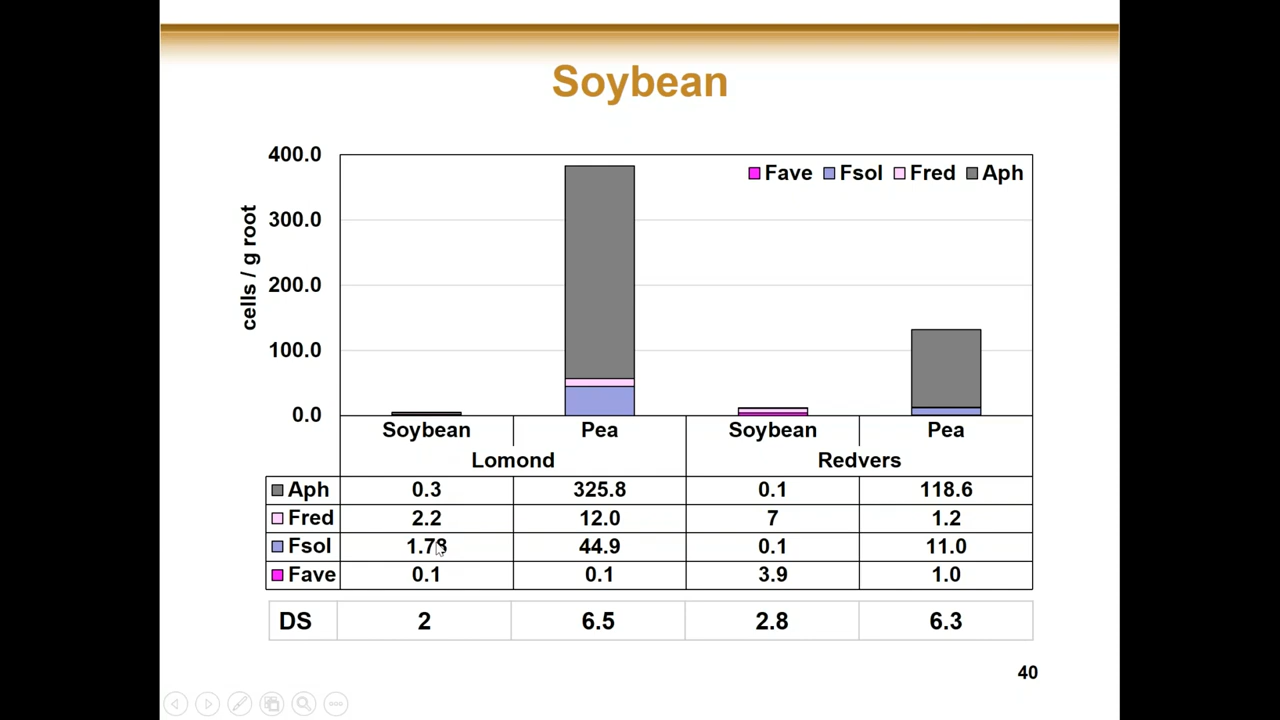 Soybean
400.0
300.0
200.0
100.0
0.0
cells / g root
Fave Fsol Fred Aph
Soybean Pea Soybean Pea
Lomond Redvers
Aph 0.3 325.8 0.1 118.6
Fred 2.2 12.0 7 1.2
Fsol 44.9 0.1 11.0
Fave 0.1 0.1 3.9 1.0
DS 2 6.5 2.8 6.3
40